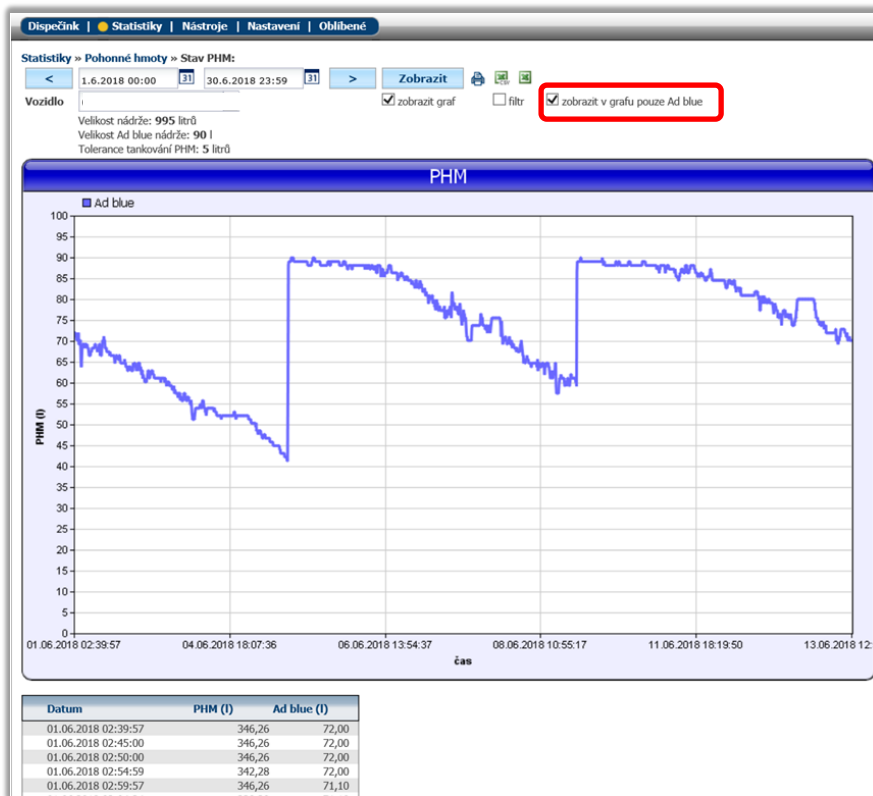 Dispečink | Statistiky | Nástroje | Nastavení | Oblíbené
Statistiky » Pohonné hmoty » Stav PHM:
< 1.6.2018 00:00 31 30.6.2018 23:59 31 > Zobrazit
Vozidlo zobrazit graf filtr zobrazit v grafu pouze Ad blue
Velikost nádrže: 995 litrů
Velikost Ad blue nádrže: 90 l
Tolerance tankování PHM: 5 litrů
PHM
Ad blue
100
95
90
85
80
75
70
65
60
55
50
45
40
35
30
25
20
15
10
5
0
PHM (l)
01.06.2018 02:39:57 04.06.2018 18:07:36 06.06.2018 13:54:37 08.06.2018 10:55:17 11.06.2018 18:19:50 13.06.2018 12:
čas
Datum PHM (l) Ad blue (l)
01.06.2018 02:39:57 346,26 72,00
01.06.2018 02:45:00 346,26 72,00
01.06.2018 02:50:00 346,26 72,00
01.06.2018 02:54:59 342,28 72,00
01.06.2018 02:59:57 346,26 71,10